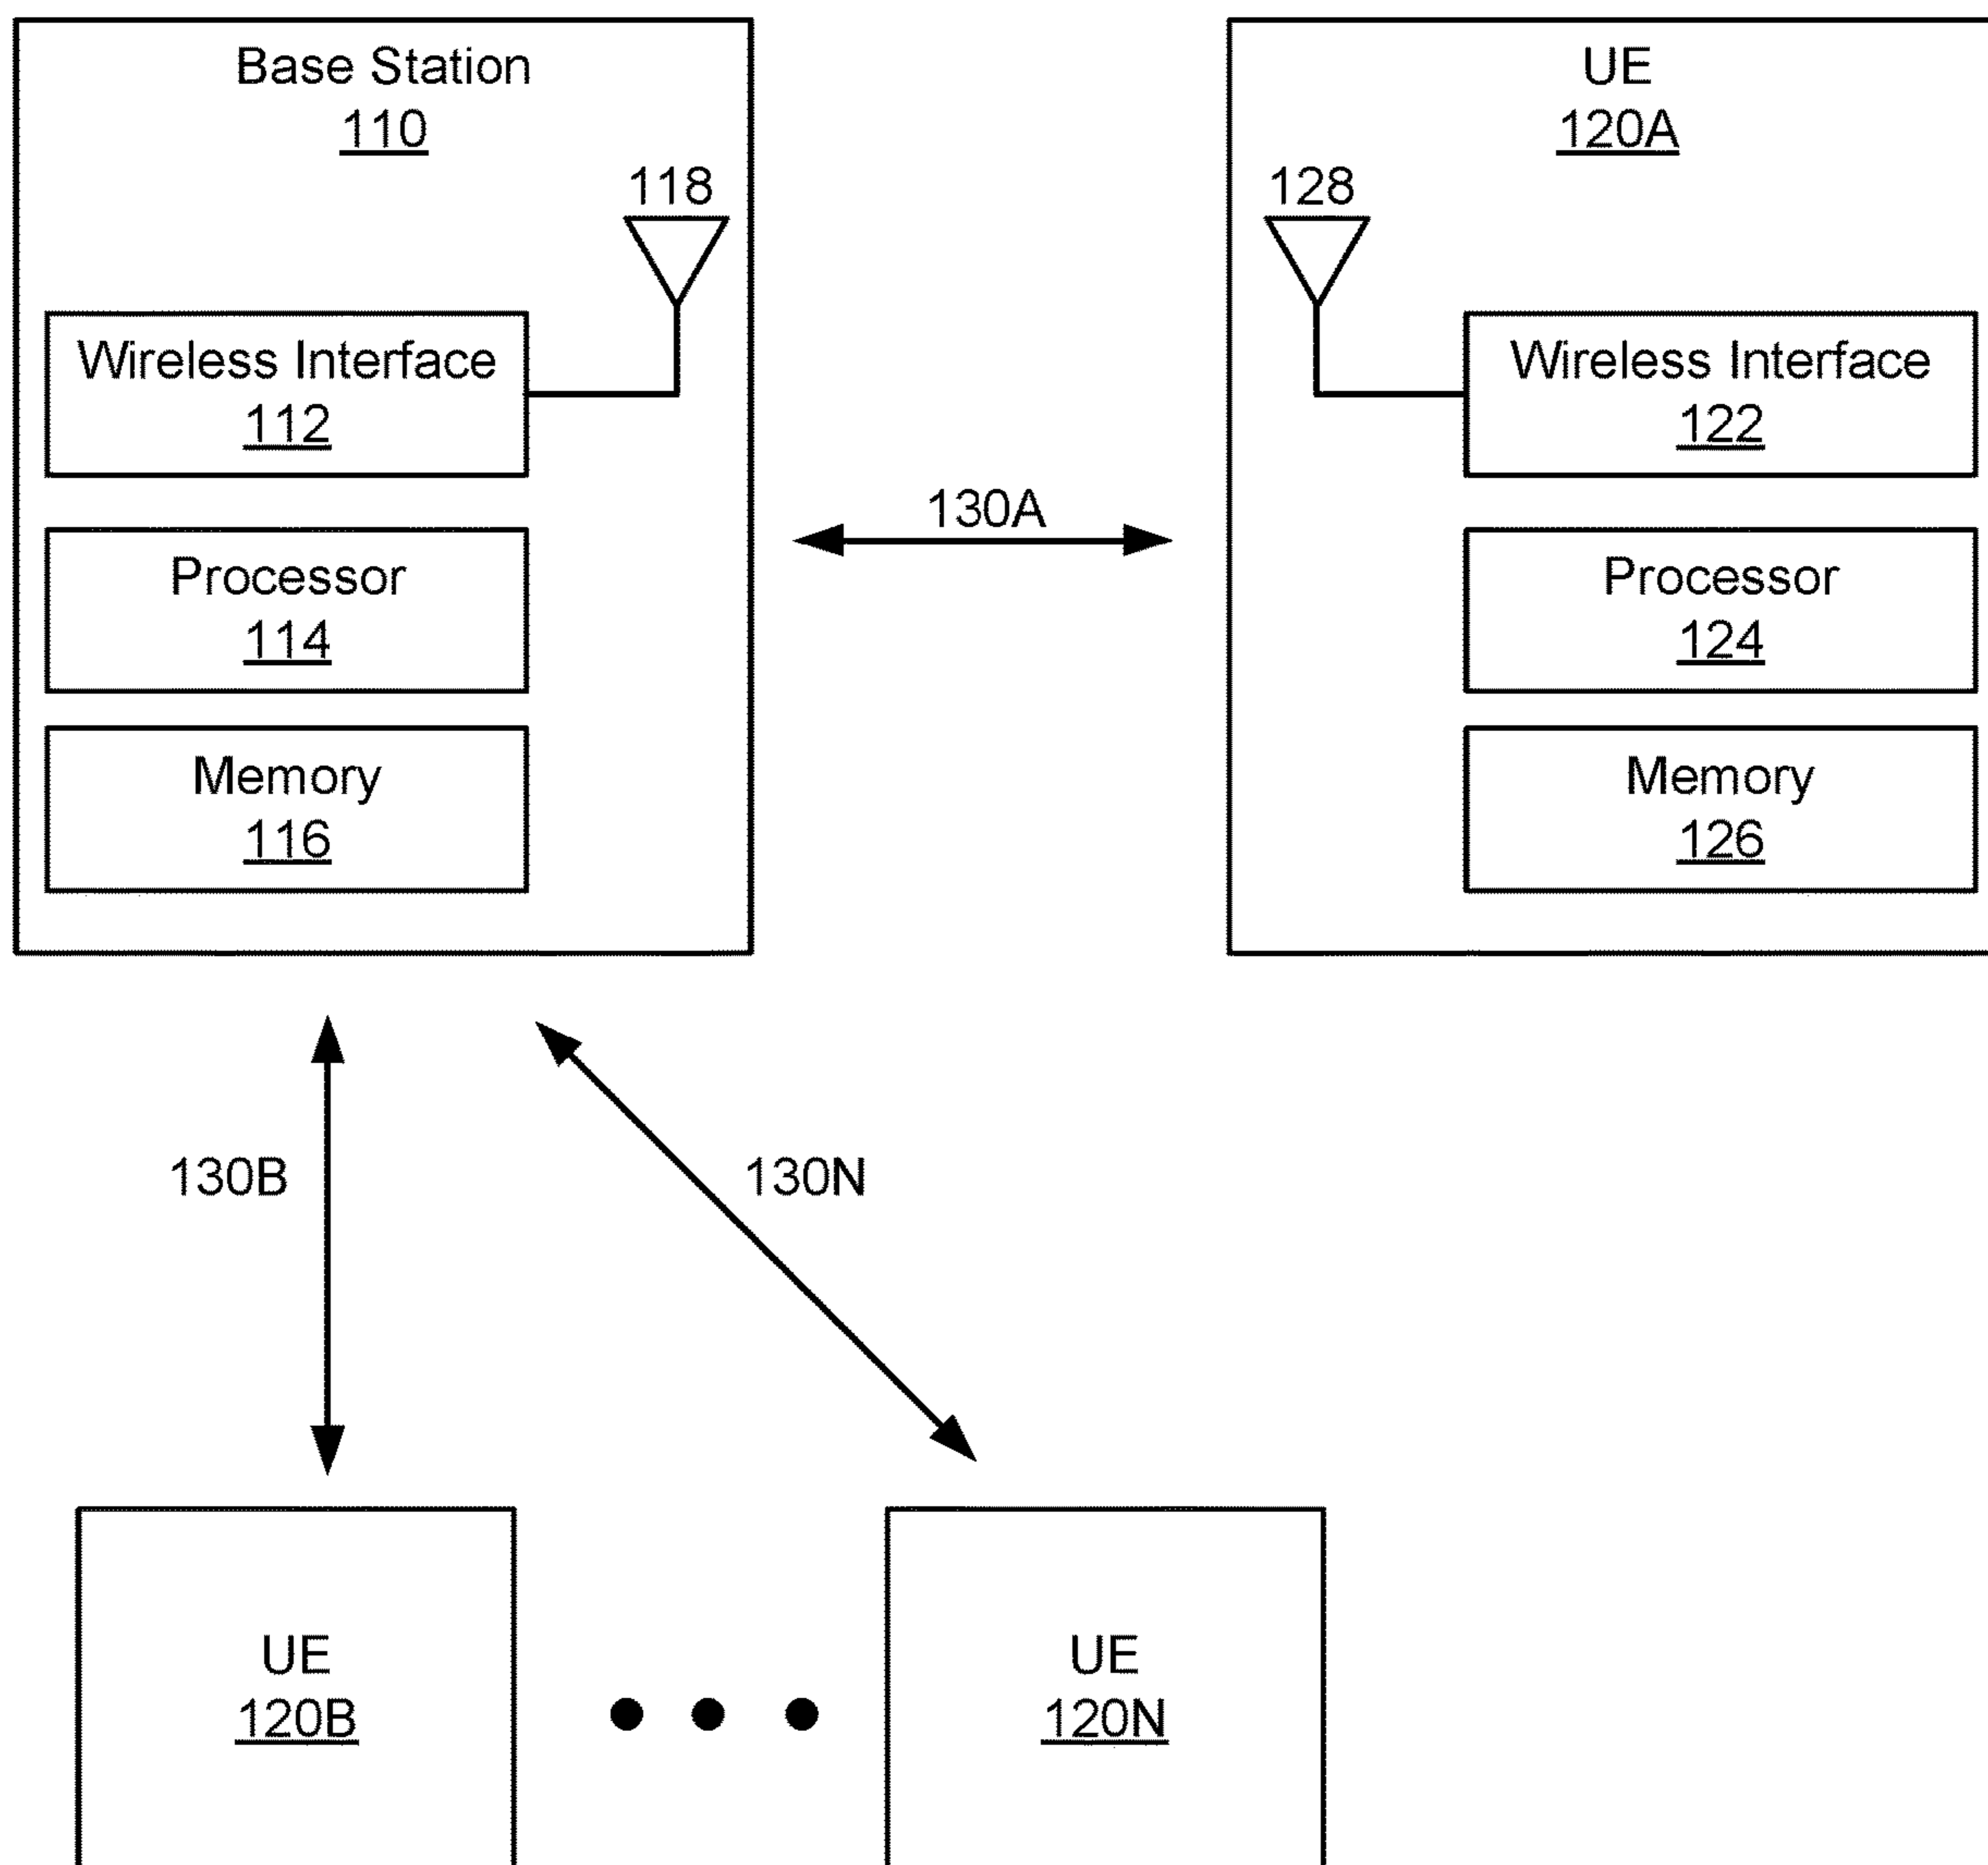 Base Station
110
118
Wireless Interface
112
Processor
114
Memory
116
130A
UE
120A
128
Wireless Interface
122
Processor
124
Memory
126
130B
130N
UE
120B
UE
120N